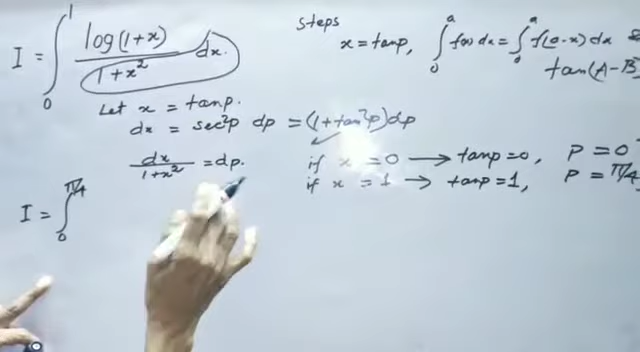 I = ∫₀¹ log(1+x) / 1+x² dx.
Steps
x = tanp, ∫₀ᵃ f(x) dx = ∫₀ᵃ f(a-x) dx
tan(A-B
Let x = tanp.
dx = sec²p dp = (1+tan²p)dp
dx / 1+x² = dp.
if x = 0 → tanp=0, P = 0
if x = 1 → tanp=1, P = π/4
I = ∫₀^π/4